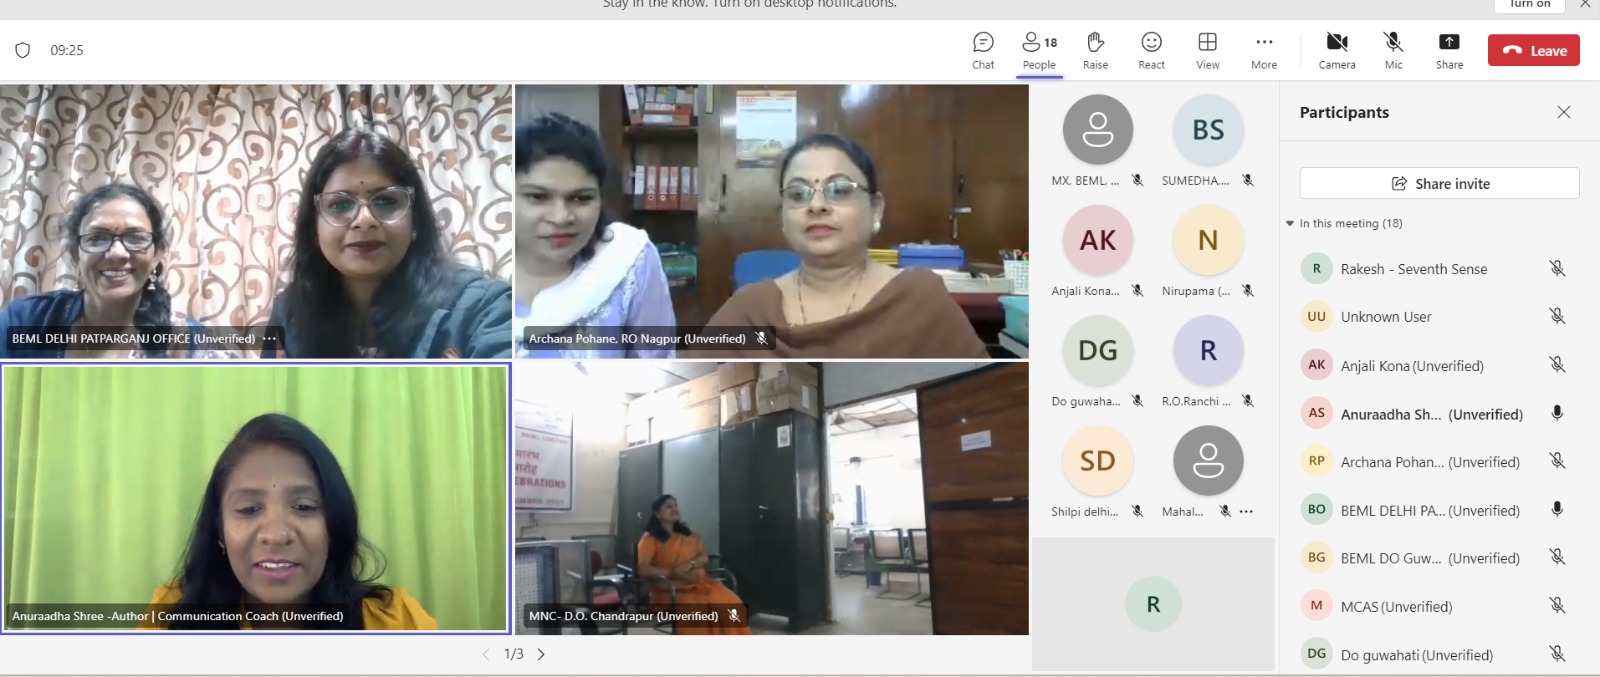 Stay in the know. Turn on desktop notifications.
Turn on
09:25
Chat
18
People
Raise
React
View
More
Camera
Mic
Share
Leave
BEML DELHI PATPARGANJ OFFICE (Unverified)
Archana Pohane, RO Nagpur (Unverified)
Anuraadha Shree -Author | Communication Coach (Unverified)
MNC- D.O. Chandrapur (Unverified)
1/3
MX, BEML, ...
BS
SUMEDHA,...
AK
Anjali Kona...
N
Nirupama (...
DG
Do guwaha...
R
R.O.Ranchi ...
SD
Shilpi delhi...
Mahal...
R
Participants
Share invite
In this meeting (18)
R Rakesh - Seventh Sense
UU Unknown User
AK Anjali Kona (Unverified)
AS Anuraadha Sh... (Unverified)
RP Archana Pohan... (Unverified)
BO BEML DELHI PA... (Unverified)
BG BEML DO Guw... (Unverified)
M MCAS (Unverified)
DG Do guwahati (Unverified)